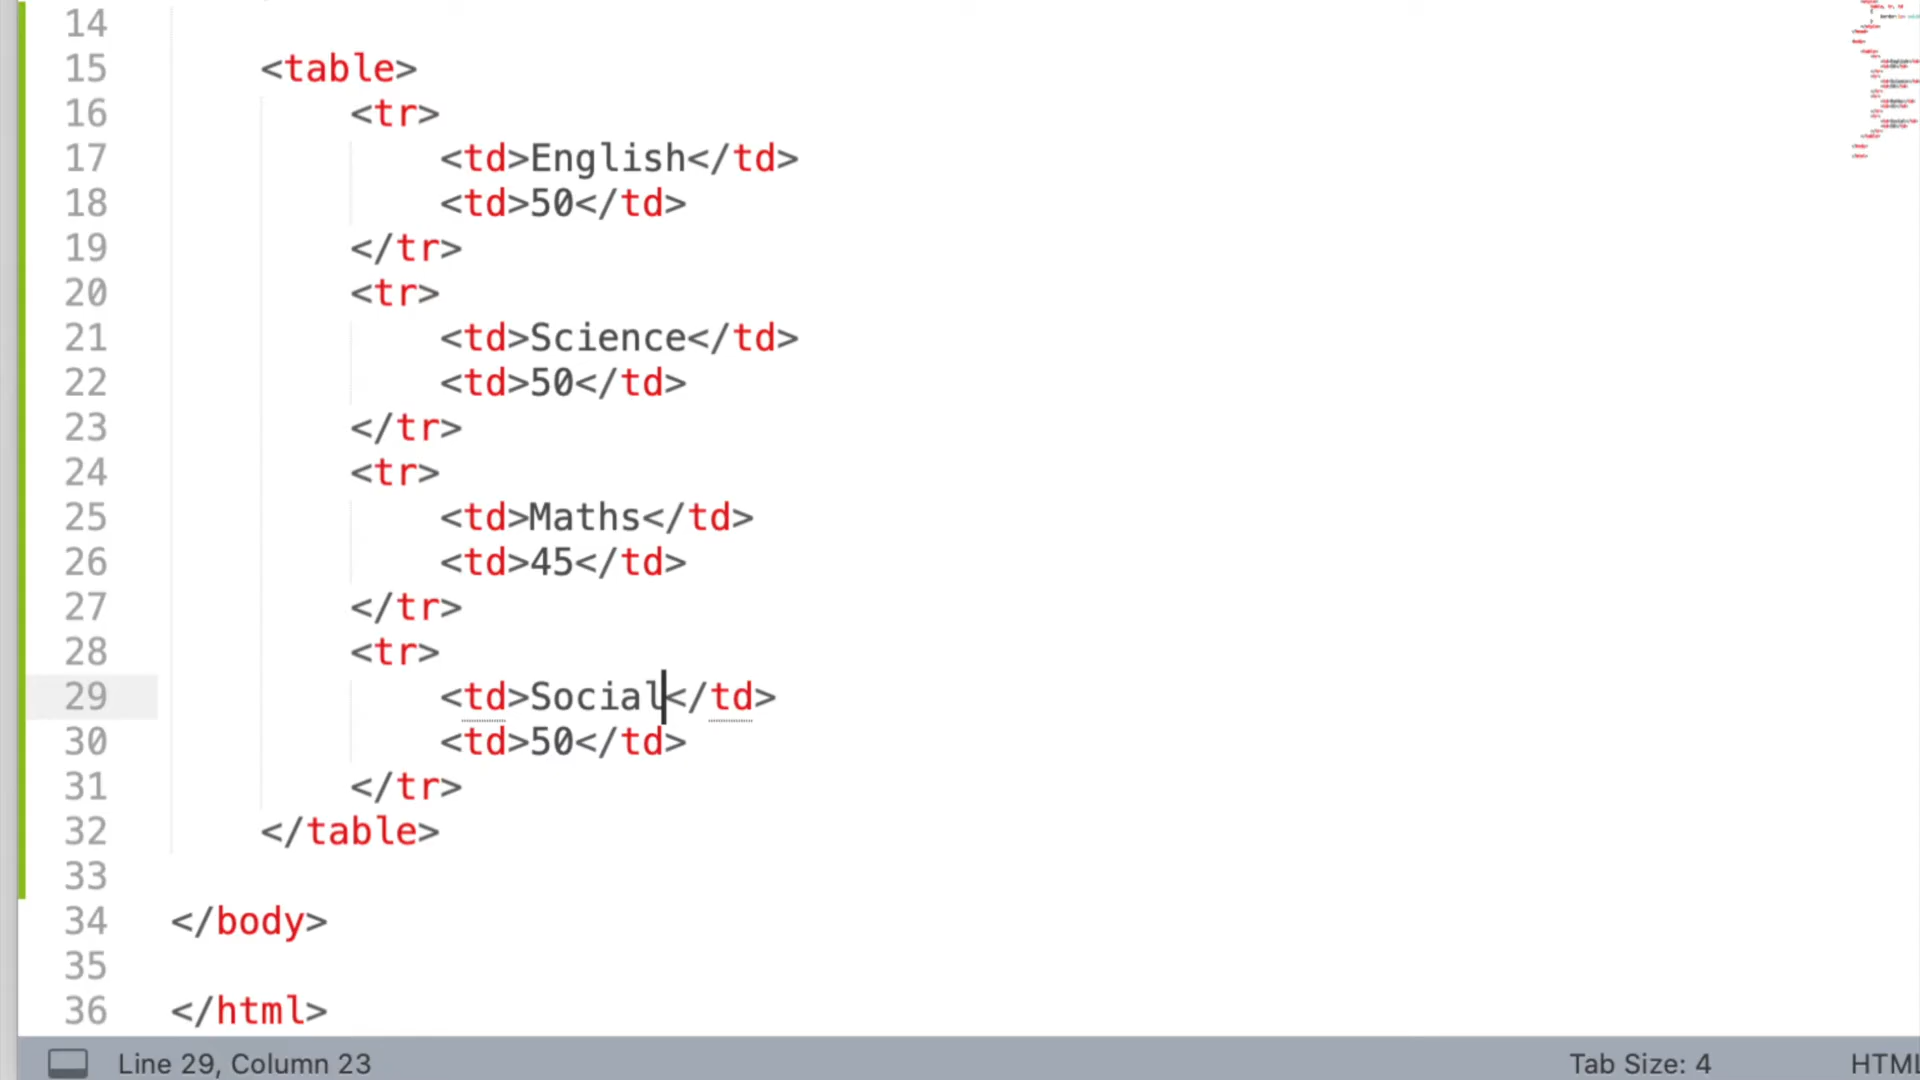 14
15 <table>
16 <tr>
17 <td>English</td>
18 <td>50</td>
19 </tr>
20 <tr>
21 <td>Science</td>
22 <td>50</td>
23 </tr>
24 <tr>
25 <td>Maths</td>
26 <td>45</td>
27 </tr>
28 <tr>
29 <td>Social</td>
30 <td>50</td>
31 </tr>
32 </table>
33
34 </body>
35
36 </html>
Line 29, Column 23 Tab Size: 4 HTML